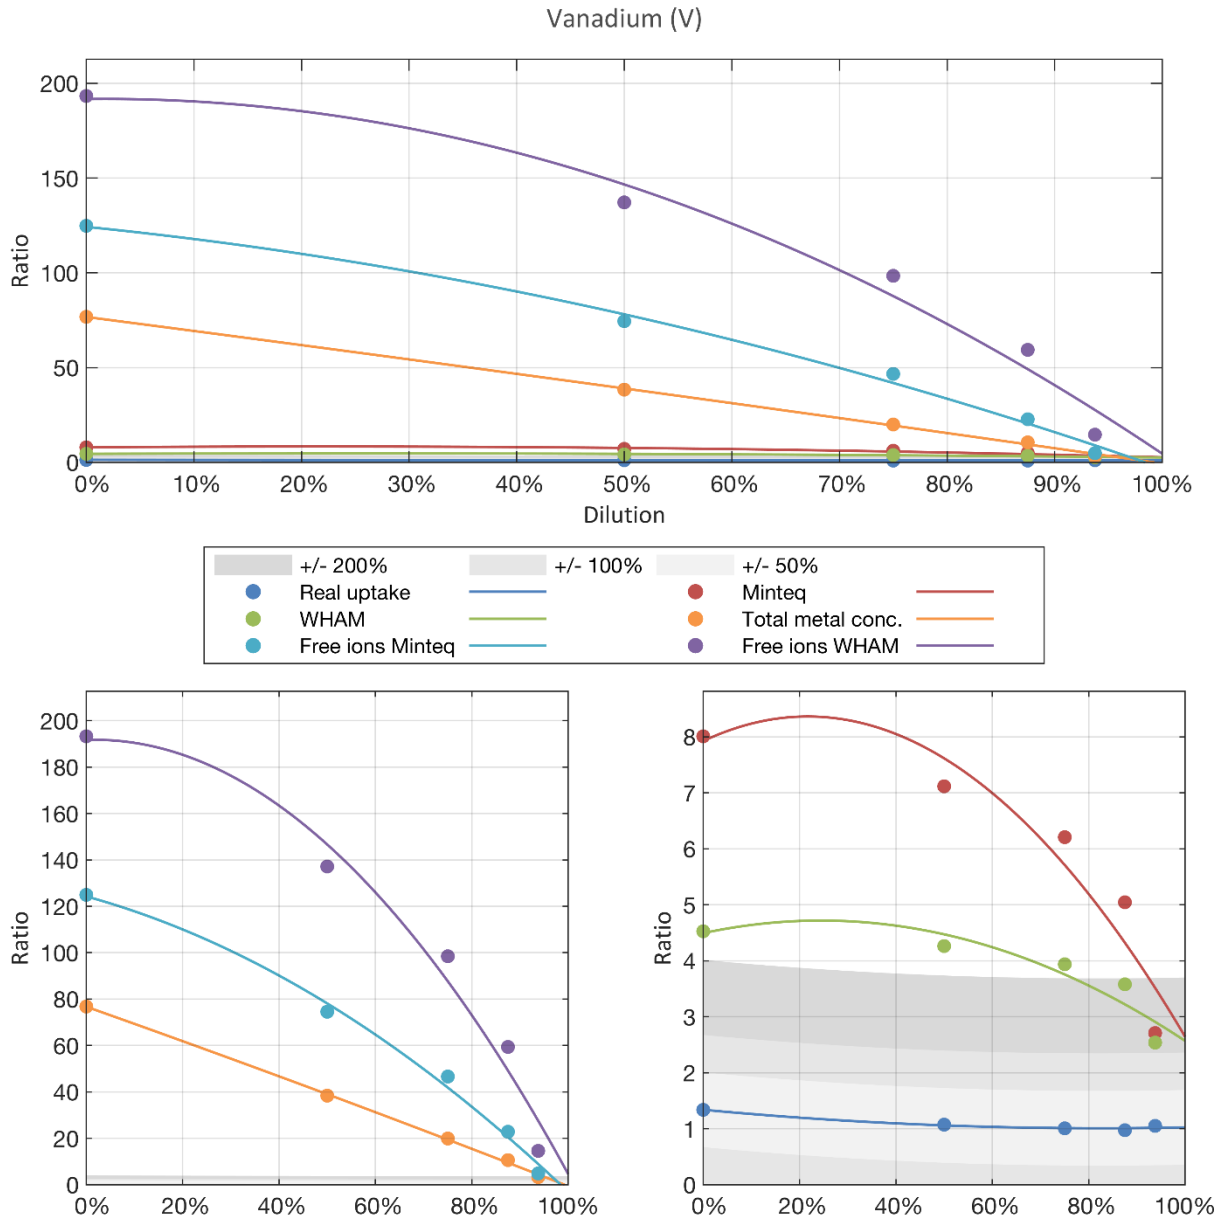 Vanadium (V)
Ratio
200
150
100
50
0
0% 10% 20% 30% 40% 50% 60% 70% 80% 90% 100%
Dilution
+/- 200% +/- 100% +/- 50%
Real uptake Minteq
WHAM Total metal conc.
Free ions Minteq Free ions WHAM
Ratio
200
180
160
140
120
100
80
60
40
20
0
0% 20% 40% 60% 80% 100%
Ratio
8
7
6
5
4
3
2
1
0
0% 20% 40% 60% 80% 100%